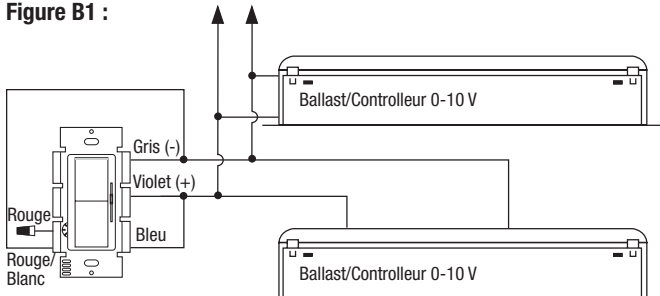 Figure B1 :
Ballast/Controlleur 0-10 V
Gris (-)
Violet (+)
Rouge
Bleu
Rouge/
Blanc
Ballast/Controlleur 0-10 V